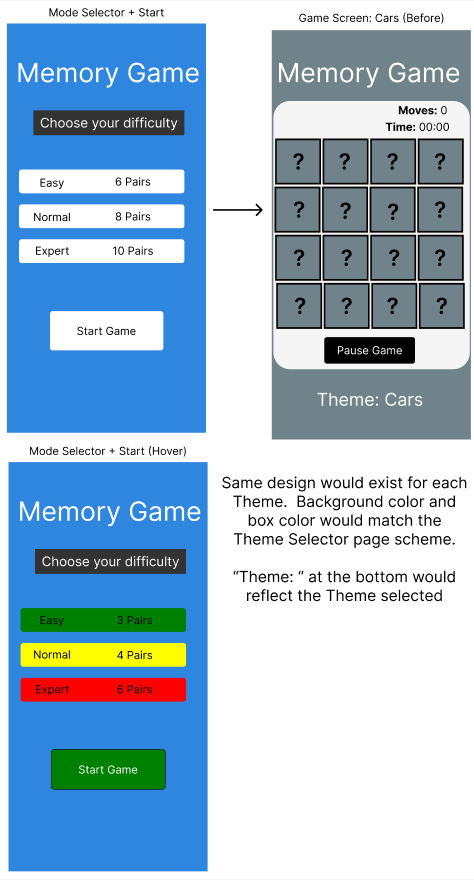 Mode Selector + Start
Memory Game
Choose your difficulty
Easy 6 Pairs
Normal 8 Pairs
Expert 10 Pairs
Start Game
Game Screen: Cars (Before)
Memory Game
Moves: 0
Time: 00:00
? ? ? ?
? ? ? ?
? ? ? ?
? ? ? ?
Pause Game
Theme: Cars
Mode Selector + Start (Hover)
Memory Game
Choose your difficulty
Easy 3 Pairs
Normal 4 Pairs
Expert 6 Pairs
Start Game
Same design would exist for each
Theme. Background color and
box color would match the
Theme Selector page scheme.
“Theme: “ at the bottom would
reflect the Theme selected